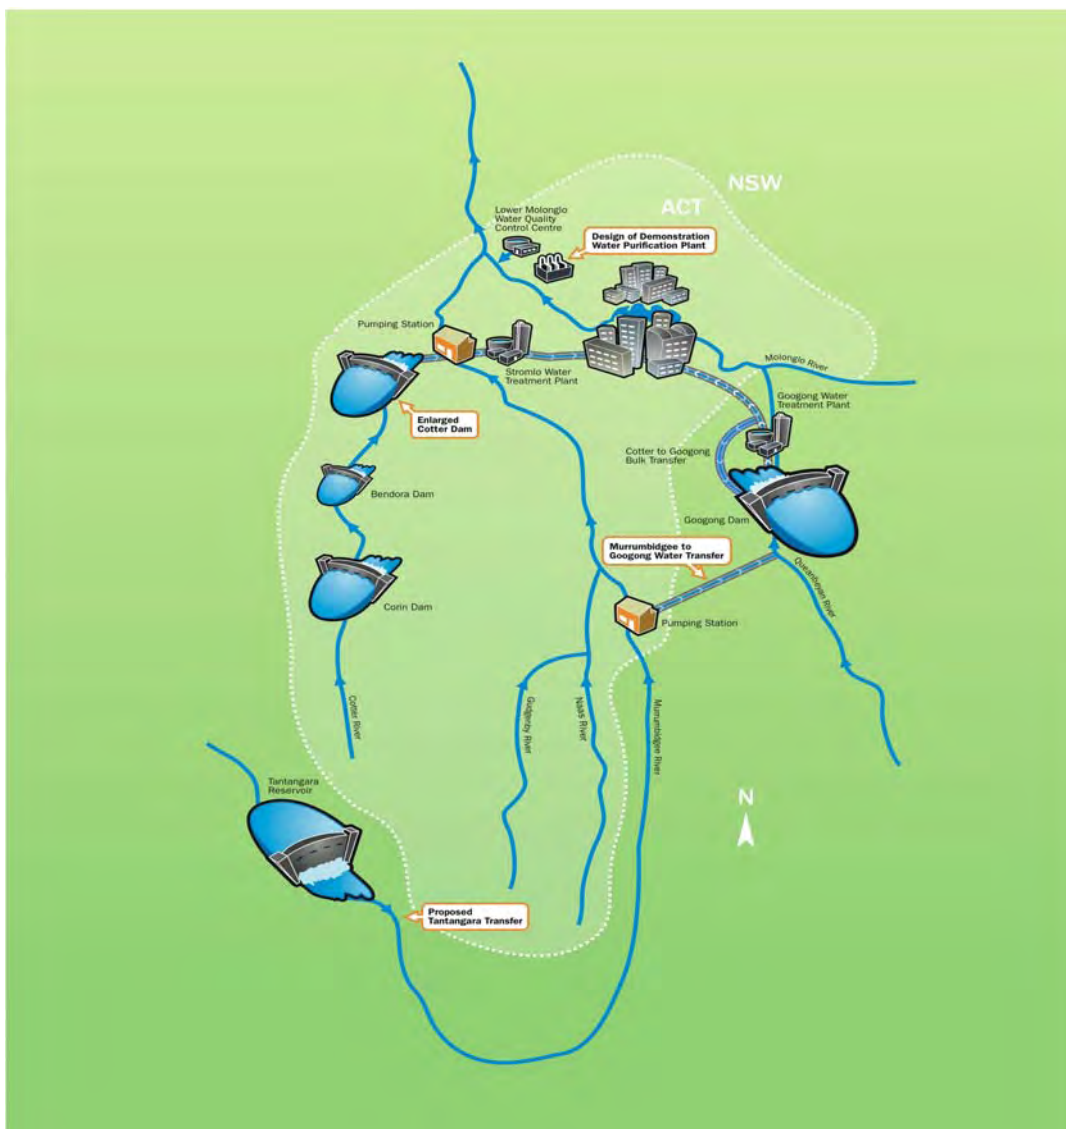 NSW
ACT
Lower Molonglo
Water Quality
Control Centre
Design of Demonstration
Water Purification Plant
Pumping Station
Stromlo Water
Treatment Plant
Molonglo River
Googong Water
Treatment Plant
Enlarged
Cotter Dam
Cotter to Googong
Bulk Transfer
Bendora Dam
Googong Dam
Murrumbidgee to
Googong Water Transfer
Queanbeyan River
Corin Dam
Pumping Station
Cotter River
Gudgenby River
Naas River
Murrumbidgee River
Tantangara
Reservoir
N
Proposed
Tantangara Transfer